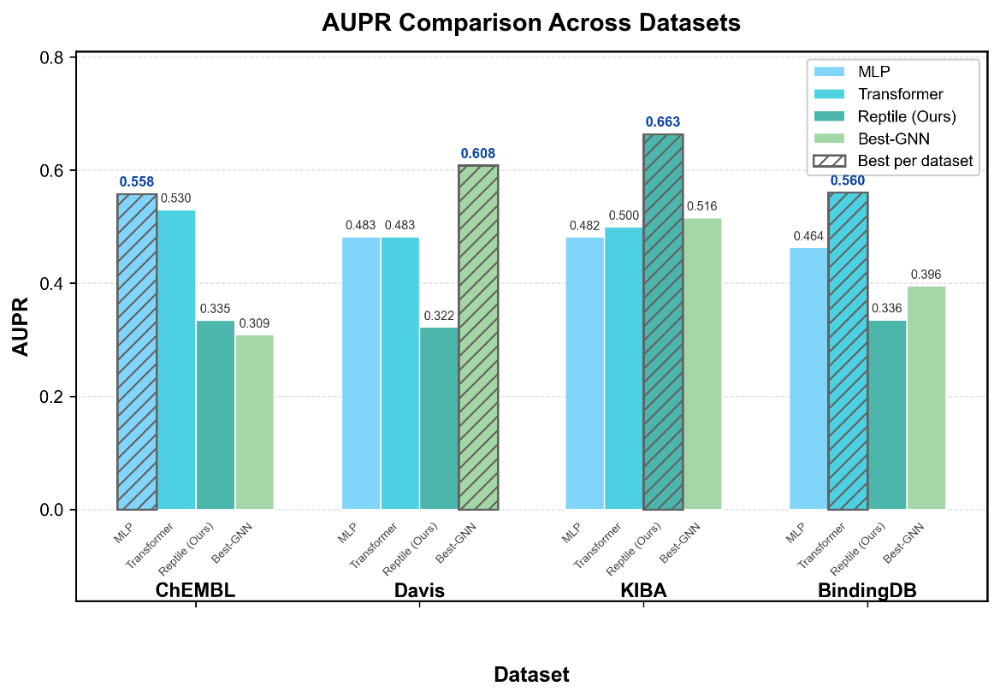 AUPR Comparison Across Datasets
AUPR
0.8
0.6
0.4
0.2
0.0
MLP
Transformer
Reptile (Ours)
Best-GNN
Best per dataset
0.558
0.530
0.335
0.309
0.483
0.483
0.322
0.608
0.482
0.500
0.663
0.516
0.464
0.560
0.336
0.396
MLP
Transformer
Reptile (Ours)
Best-GNN
MLP
Transformer
Reptile (Ours)
Best-GNN
MLP
Transformer
Reptile (Ours)
Best-GNN
MLP
Transformer
Reptile (Ours)
Best-GNN
ChEMBL
Davis
KIBA
BindingDB
Dataset